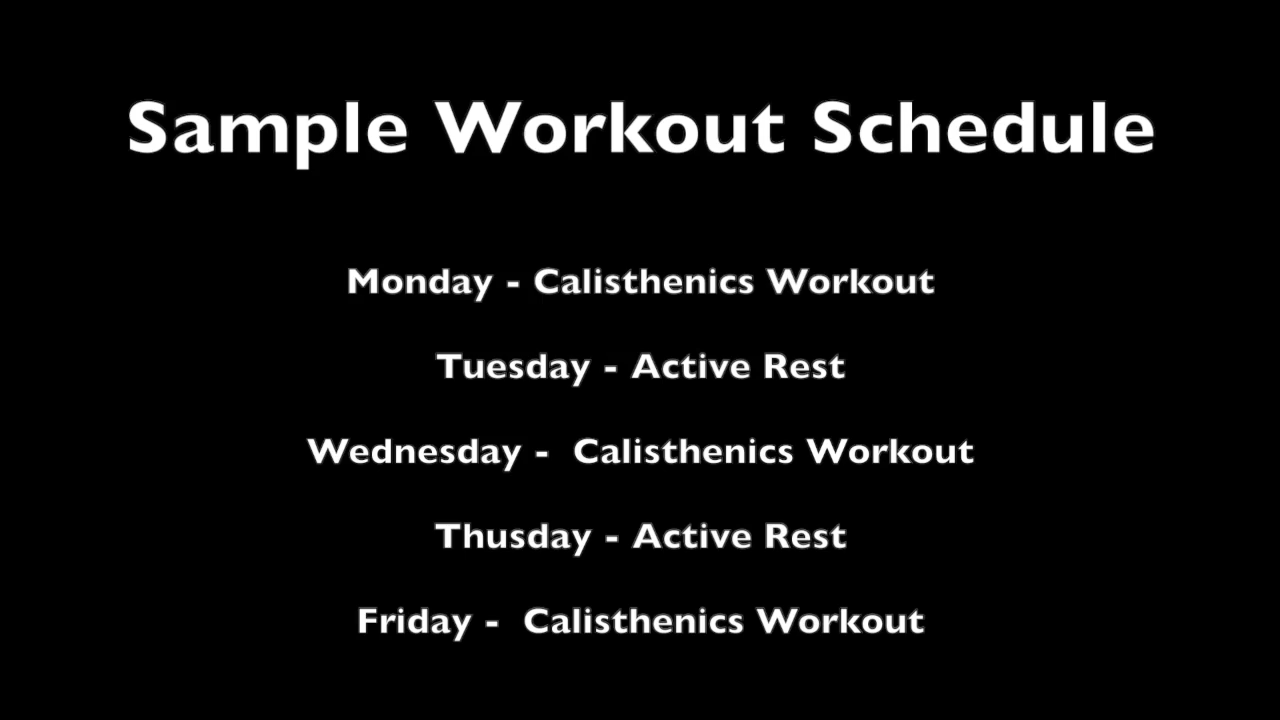 Sample Workout Schedule
Monday - Calisthenics Workout
Tuesday - Active Rest
Wednesday -  Calisthenics Workout
Thusday - Active Rest
Friday -  Calisthenics Workout